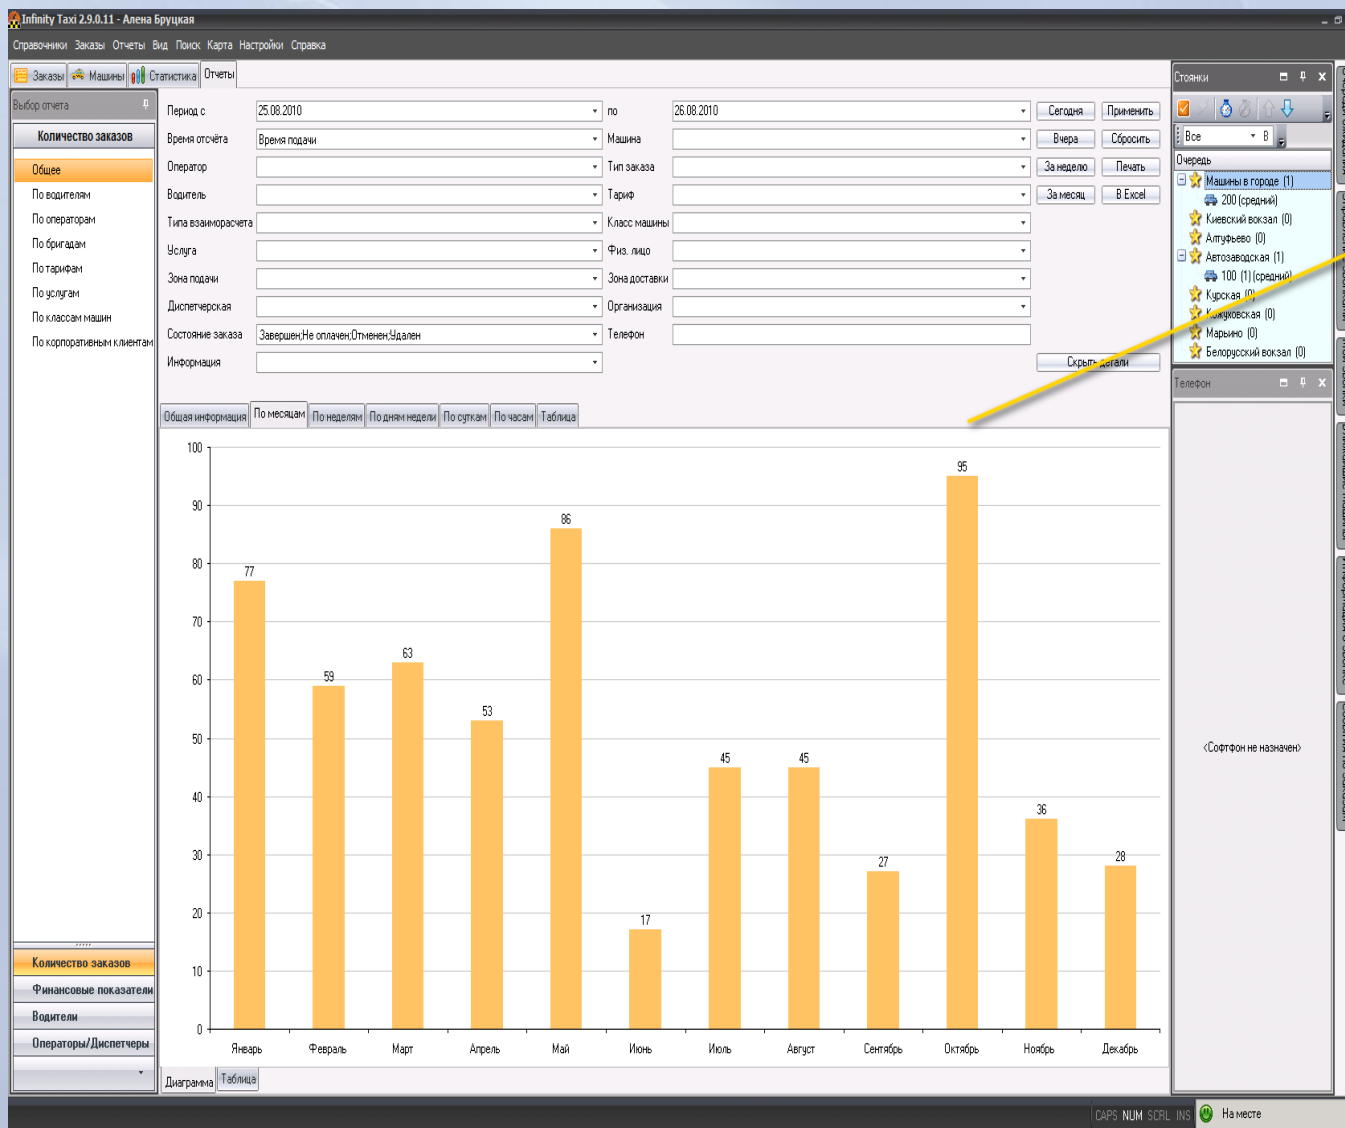 Infinity Taxi 2.9.0.11 - Алена Бруцкая
Справочники Заказы Отчеты Вид Поиск Карта Настройки Справка
Заказы Машины Статистика Отчеты
Выбор отчета
Количество заказов
Общее
По водителям
По операторам
По бригадам
По тарифам
По услугам
По классам машин
По корпоративным клиентам
Количество заказов
Финансовые показатели
Водители
Операторы/Диспетчеры
Период с 25.08.2010 по 26.08.2010 Сегодня Применить
Время отсчёта Время подачи Машина Вчера Сбросить
Оператор Тип заказа За неделю Печать
Водитель Тариф За месяц В Excel
Типа взаиморасчета Класс машины
Услуга Физ. лицо
Зона подачи Зона доставки
Диспетчерская Организация
Состояние заказа Завершен;Не оплачен;Отменен;Удален Телефон
Информация Скрыть детали
Общая информация По месяцам По неделям По дням недели По суткам По часам Таблица
100
90
80
70
60
50
40
30
20
10
0
77
59
63
53
86
17
45
45
27
95
36
28
Январь Февраль Март Апрель Май Июнь Июль Август Сентябрь Октябрь Ноябрь Декабрь
Диаграмма Таблица
Стоянки
Все В
Очередь
Машины в городе (1)
200 (средний)
Киевский вокзал (0)
Алтуфьево (0)
Автозаводская (1)
100 (1) (средний)
Курская (0)
Кожуховская (0)
Марьино (0)
Белорусский вокзал (0)
Телефон
<Софтфон не назначен>
CAPS NUM SCRL INS На месте